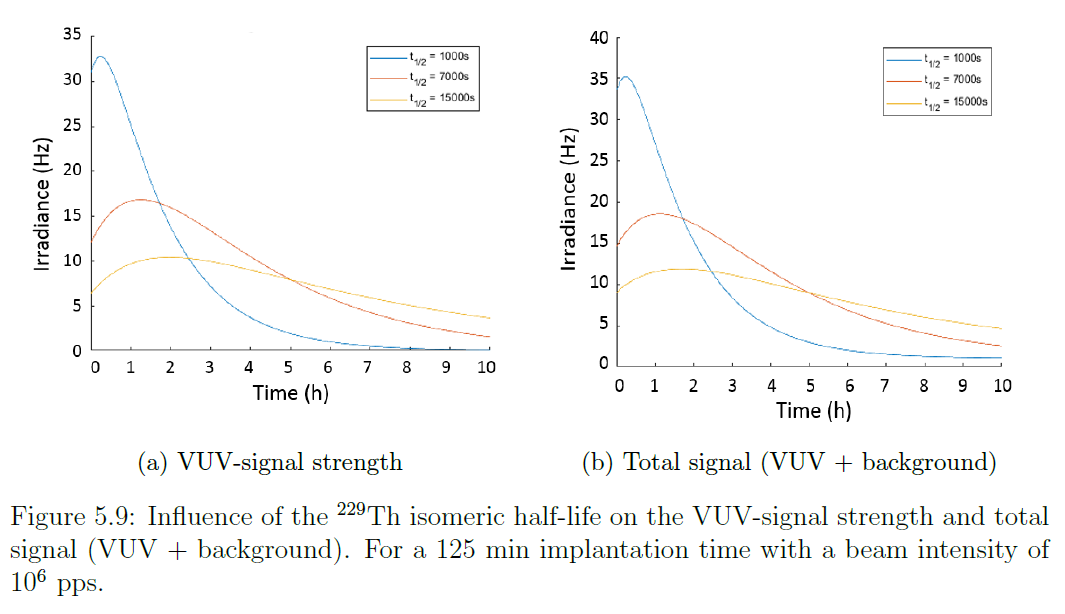 35
30
25
20
15
10
5
0
Irradiance (Hz)
t1/2 = 1000s
t1/2 = 7000s
t1/2 = 15000s
0 1 2 3 4 5 6 7 8 9 10
Time (h)
(a) VUV-signal strength
40
35
30
25
20
15
10
5
0
Irradiance (Hz)
t1/2 = 1000s
t1/2 = 7000s
t1/2 = 15000s
0 1 2 3 4 5 6 7 8 9 10
Time (h)
(b) Total signal (VUV + background)
Figure 5.9: Influence of the 229Th isomeric half-life on the VUV-signal strength and total
signal (VUV + background). For a 125 min implantation time with a beam intensity of
10⁶ pps.